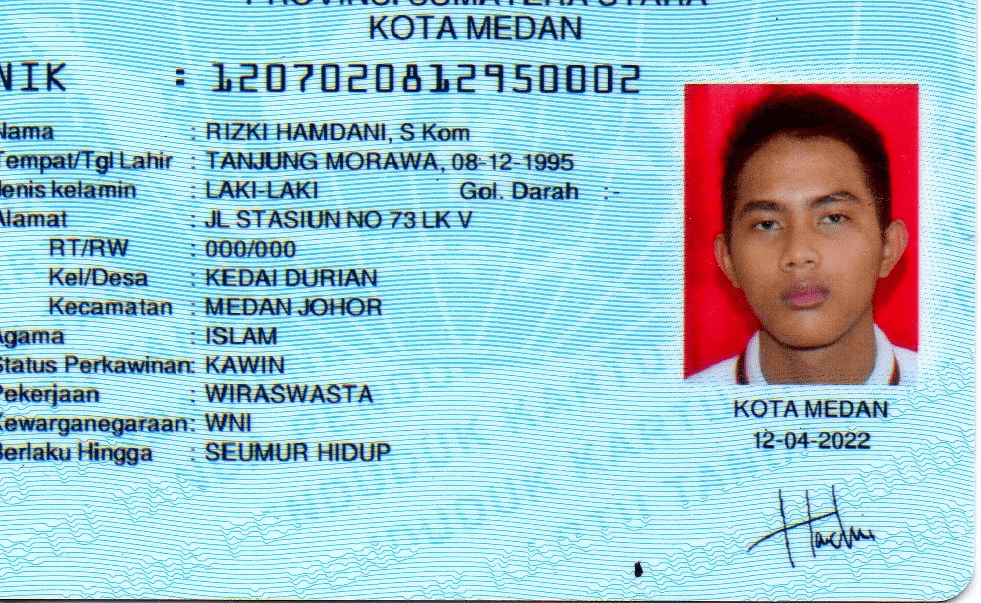 PROVINSI SUMATERA UTARA
KOTA MEDAN
NIK : 1207020812950002
Nama : RIZKI HAMDANI, S Kom
Tempat/Tgl Lahir : TANJUNG MORAWA, 08-12-1995
Jenis kelamin : LAKI-LAKI Gol. Darah :-
Alamat : JL STASIUN NO 73 LK V
RT/RW : 000/000
Kel/Desa : KEDAI DURIAN
Kecamatan : MEDAN JOHOR
Agama : ISLAM
Status Perkawinan: KAWIN
Pekerjaan : WIRASWASTA
Kewarganegaraan: WNI
Berlaku Hingga : SEUMUR HIDUP
KOTA MEDAN
12-04-2022